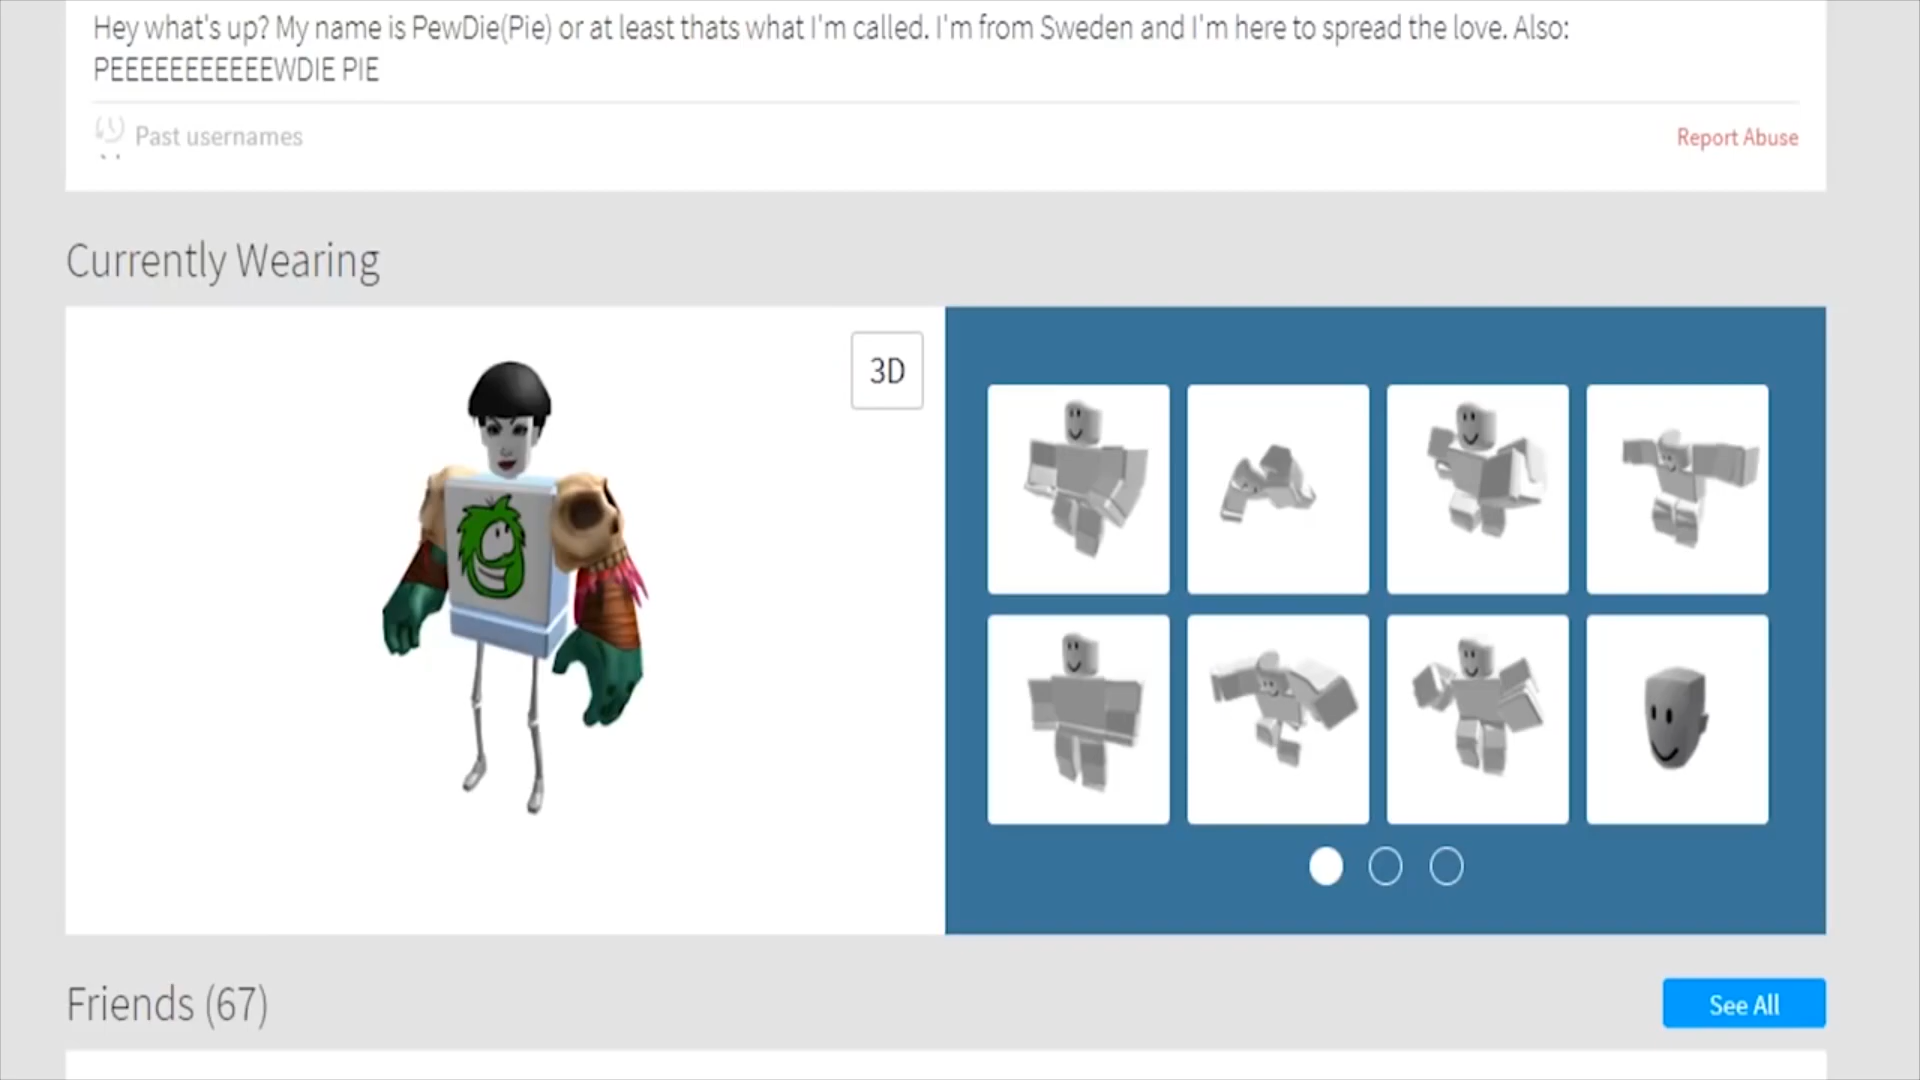 Hey what's up? My name is PewDie(Pie) or at least thats what I'm called. I'm from Sweden and I'm here to spread the love. Also:
PEEEEEEEEEEEWDIE PIE
Past usernames
Report Abuse
Currently Wearing
3D
Friends (67)
See All